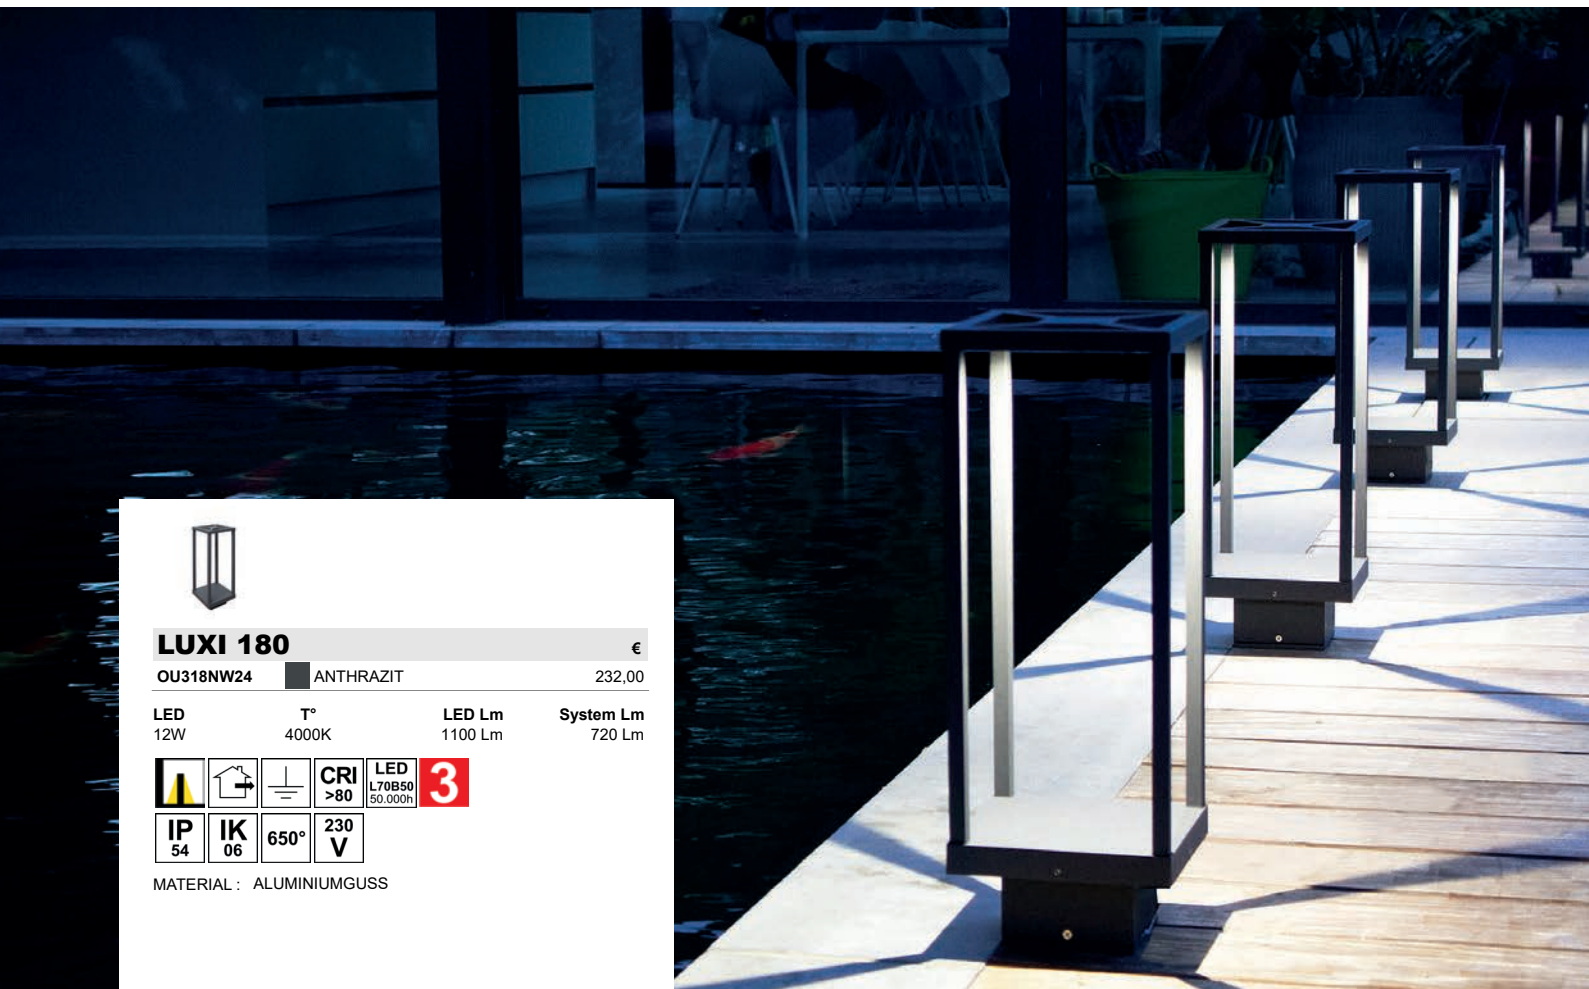 LUXI 180 €
OU318NW24 ANTHRAZIT 232,00
LED T° LED Lm System Lm
12W 4000K 1100 Lm 720 Lm
CRI >80
LED L70B50 50.000h
3
IP 54
IK 06
650°
230 V
MATERIAL : ALUMINIUMGUSS